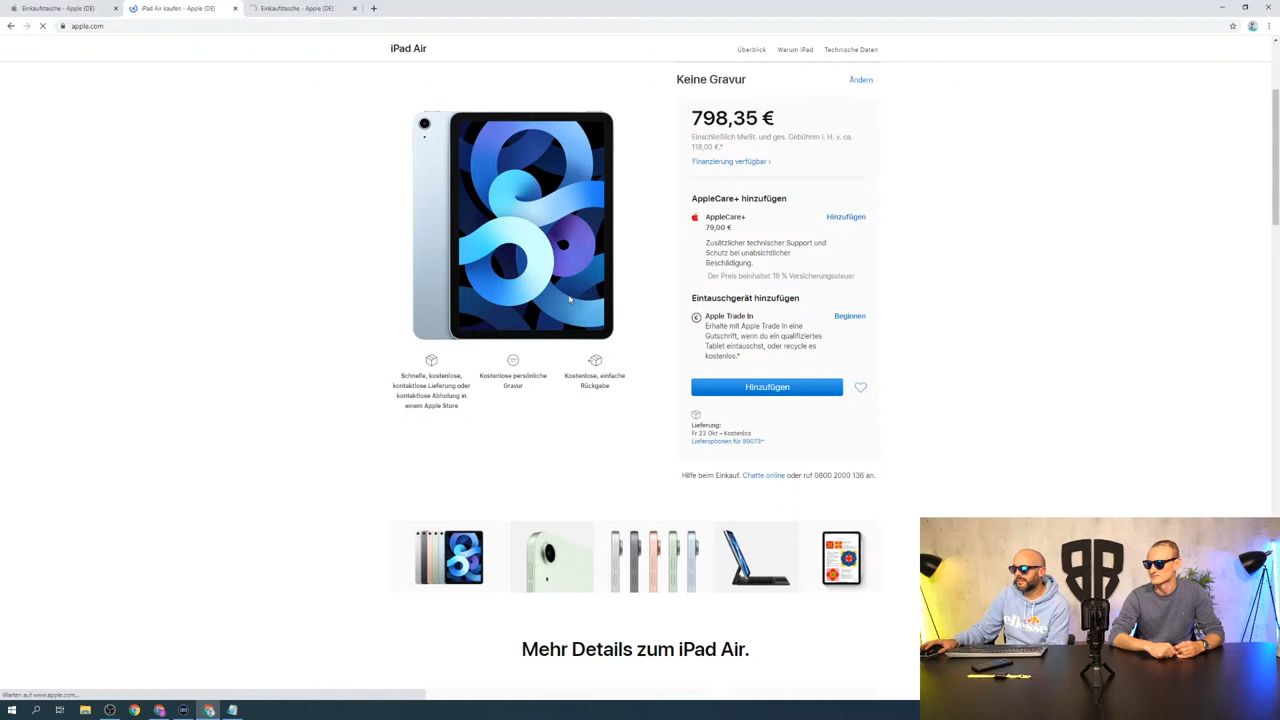 Einkaufstasche - Apple (DE)
iPad Air kaufen - Apple (DE)
Einkaufstasche - Apple (DE)
apple.com
iPad Air
Überblick
Warum iPad
Technische Daten
Keine Gravur
Ändern
798,35 €
Einschließlich MwSt. und ges. Gebühren i. H. v. ca.
118,00 €.*
Finanzierung verfügbar ›
AppleCare+ hinzufügen
AppleCare+
Hinzufügen
79,00 €
Zusätzlicher technischer Support und
Schutz bei unabsichtlicher
Beschädigung.
Der Preis beinhaltet 19 % Versicherungssteuer
Eintauschgerät hinzufügen
Apple Trade In
Beginnen
Erhalte mit Apple Trade In eine
Gutschrift, wenn du ein qualifiziertes
Tablet eintauschst, oder recycle es
kostenlos.*
Schnelle, kostenlose,
kontaktlose Lieferung oder
kontaktlose Abholung in
einem Apple Store
Kostenlose persönliche
Gravur
Kostenlose, einfache
Rückgabe
Hinzufügen
Lieferung:
Fr 23 Okt – Kostenlos
Lieferoptionen für 89073**
Hilfe beim Einkauf. Chatte online oder ruf 0800 2000 136 an.
Mehr Details zum iPad Air.
ellesse
Warten auf www.apple.com...